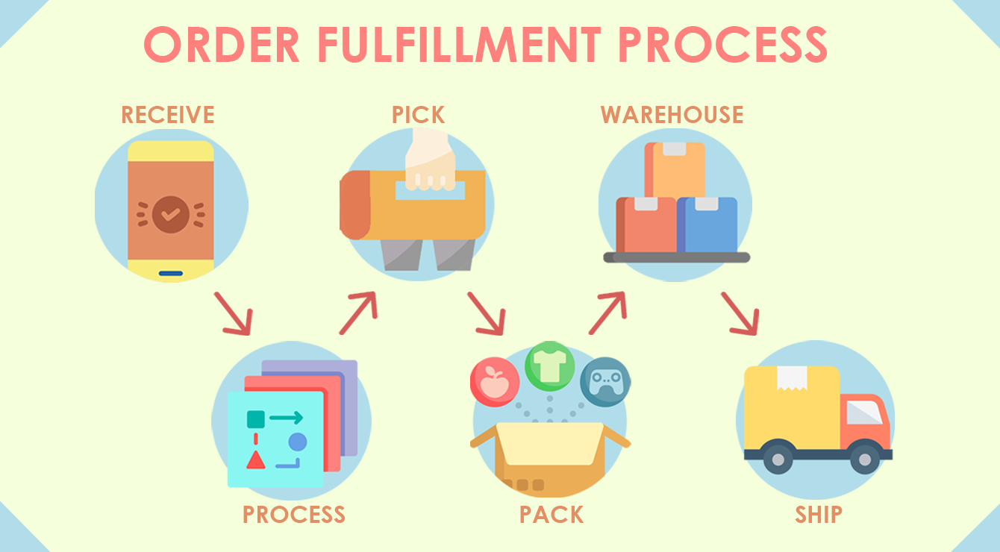 ORDER FULFILLMENT PROCESS
RECEIVE
PICK
WAREHOUSE
PROCESS
PACK
SHIP